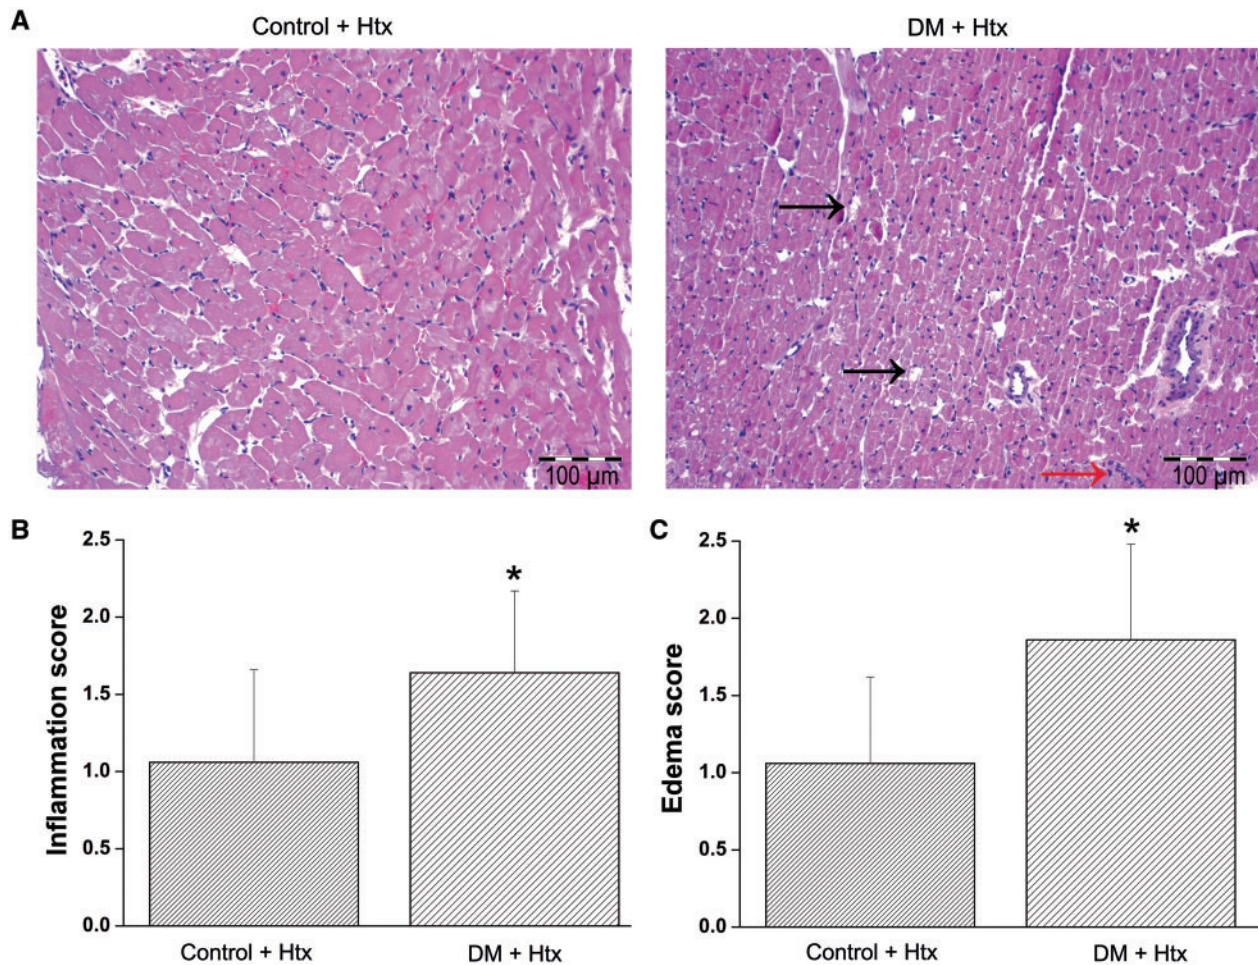 A
Control + Htx
DM + Htx
100 µm
100 µm
B
Inflammation score
2.5
2.0
1.5
1.0
0.5
0.0
*
Control + Htx
DM + Htx
C
Edema score
2.5
2.0
1.5
1.0
0.5
0.0
*
Control + Htx
DM + Htx